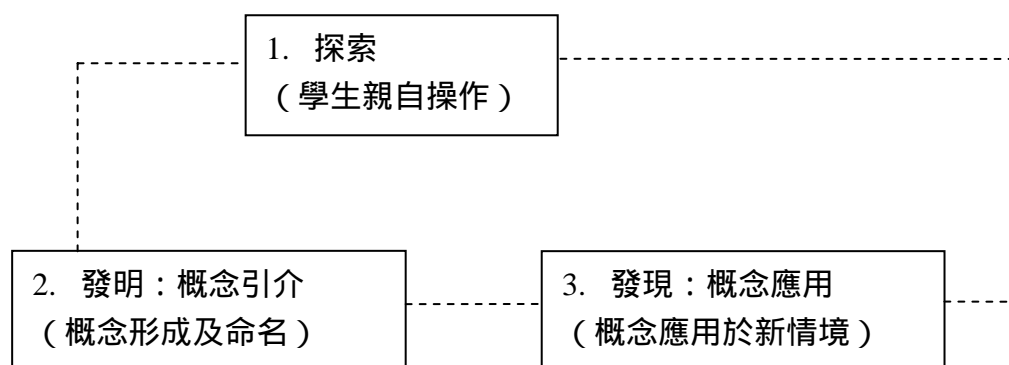 1. 探索
（學生親自操作）
2. 發明：概念引介
（概念形成及命名）
3. 發現：概念應用
（概念應用於新情境）